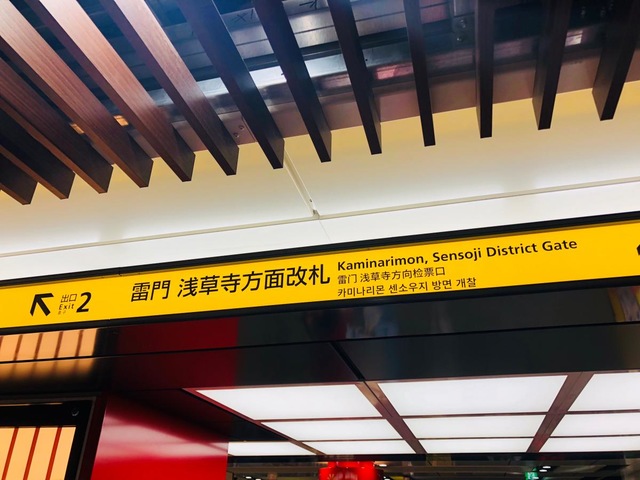 出口
Exit
2
雷門 浅草寺方面改札
Kaminarimon, Sensoji District Gate
雷门 浅草寺方向检票口
카미나리몬 센소우지 방면 개찰